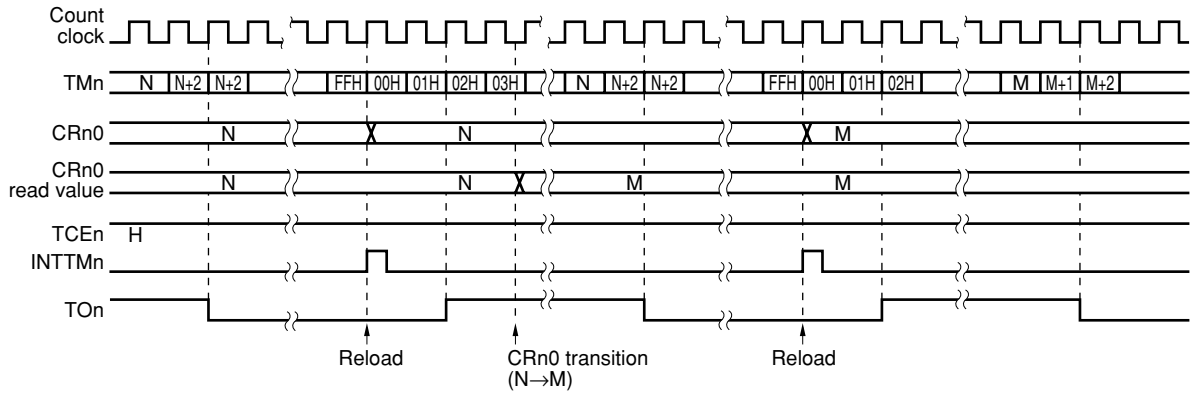 Count
clock
TMn N N+2 N+2 FFH 00H 01H 02H 03H N N+2 N+2 FFH 00H 01H 02H M M+1 M+2
CRn0 N N M
CRn0
read value N N M M
TCEn H
INTTMn
TOn
Reload CRn0 transition Reload
(N→M)